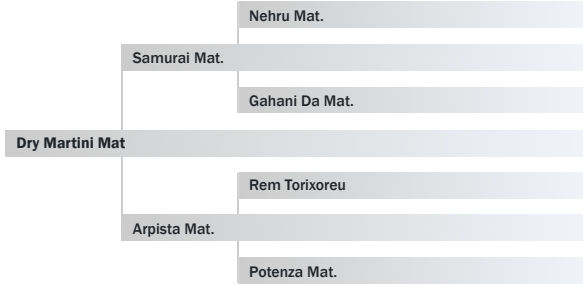 Nehru Mat.
Samurai Mat.
Gahani Da Mat.
Dry Martini Mat
Rem Torixoreu
Arpista Mat.
Potenza Mat.